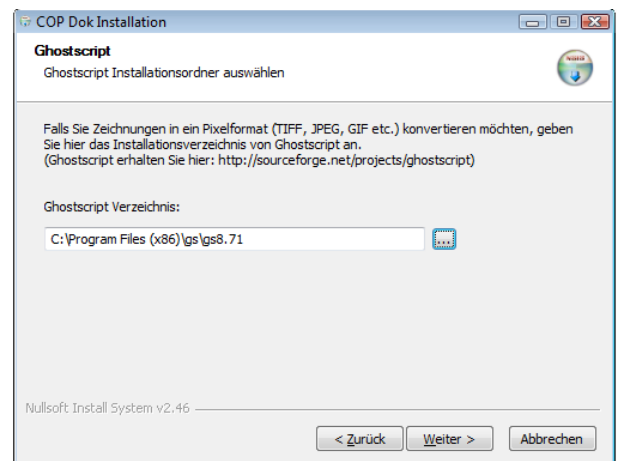 COP Dok Installation
Ghostscript
Ghostscript Installationsordner auswählen
Falls Sie Zeichnungen in ein Pixelformat (TIFF, JPEG, GIF etc.) konvertieren möchten, geben
Sie hier das Installationsverzeichnis von Ghostscript an.
(Ghostscript erhalten Sie hier: http://sourceforge.net/projects/ghostscript)
Ghostscript Verzeichnis:
C:\Program Files (x86)\gs\gs8.71
...
Nullsoft Install System v2.46
< Zurück
Weiter >
Abbrechen